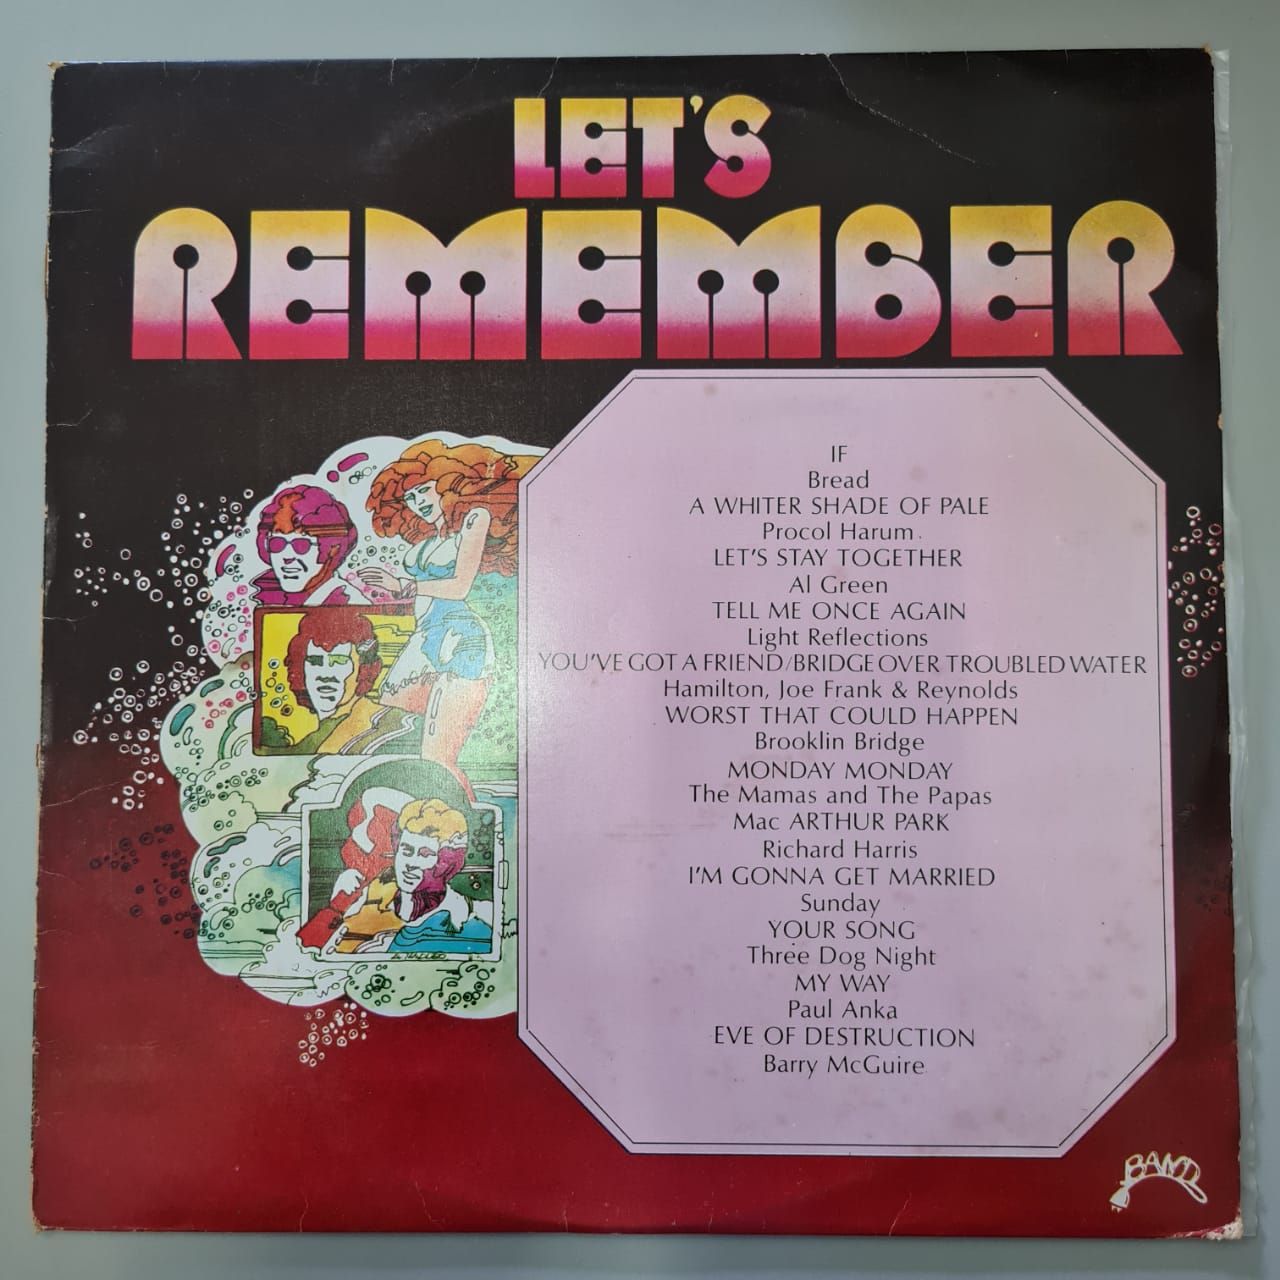 LET'S
REMEMBER
IF
Bread
A WHITER SHADE OF PALE
Procol Harum
LET'S STAY TOGETHER
Al Green
TELL ME ONCE AGAIN
Light Reflections
YOU'VE GOT A FRIEND/BRIDGE OVER TROUBLED WATER
Hamilton, Joe Frank & Reynolds
WORST THAT COULD HAPPEN
Brooklin Bridge
MONDAY MONDAY
The Mamas and The Papas
Mac ARTHUR PARK
Richard Harris
I'M GONNA GET MARRIED
Sunday
YOUR SONG
Three Dog Night
MY WAY
Paul Anka
EVE OF DESTRUCTION
Barry McGuire
BAND